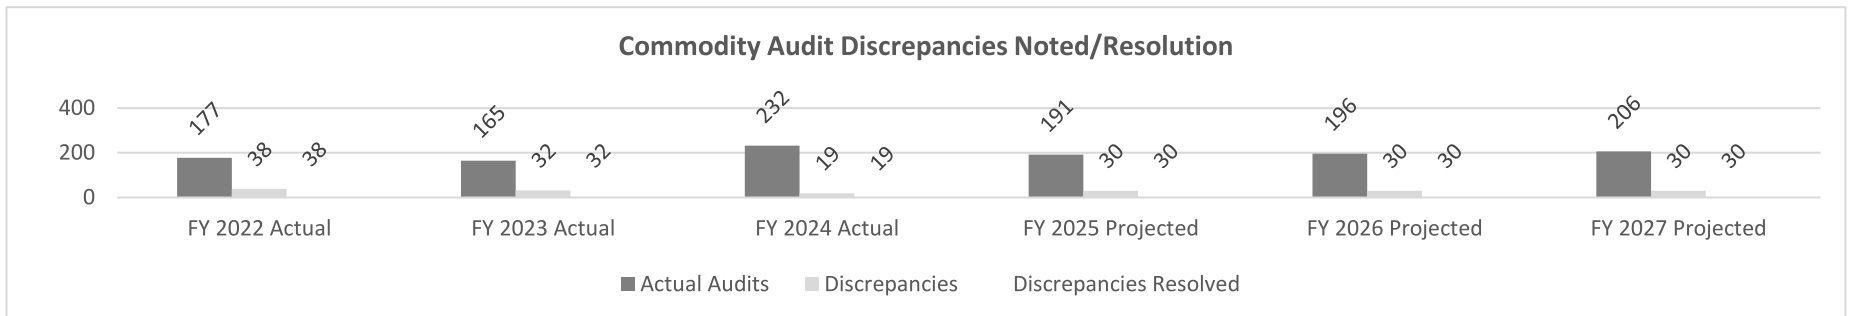 Commodity Audit Discrepancies Noted/Resolution
400
200
0
177 38 38
165 32 32
232 19 19
191 30 30
196 30 30
206 30 30
FY 2022 Actual FY 2023 Actual FY 2024 Actual FY 2025 Projected FY 2026 Projected FY 2027 Projected
Actual Audits Discrepancies Discrepancies Resolved